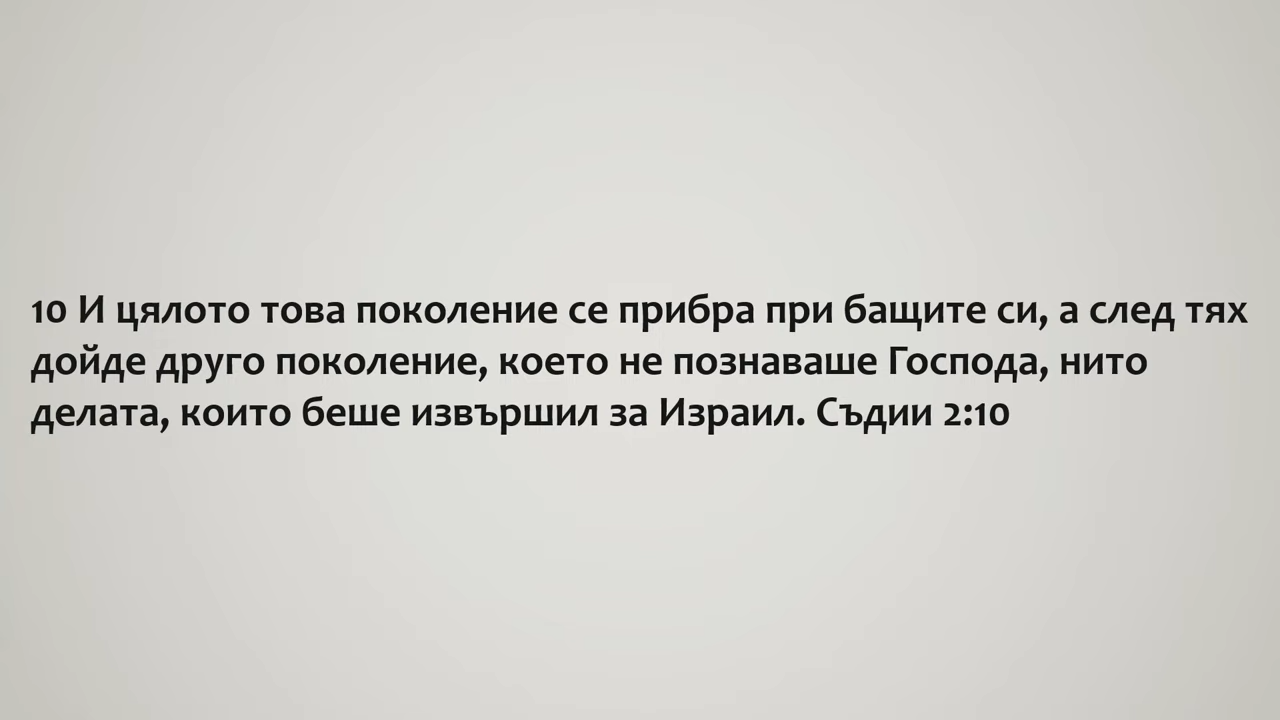 10 И цялото това поколение се прибра при бащите си, а след тях
дойде друго поколение, което не познаваше Господа, нито
делата, които беше извършил за Израил. Съдии 2:10